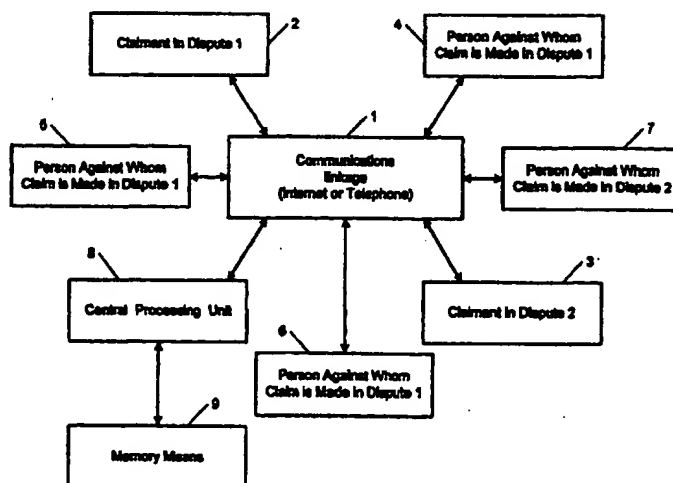 2
Claimant in Dispute 1
4
Person Against Whom
Claim is Made in Dispute 1
1
Communications
linkage
(Internet or Telephone)
5
Person Against Whom
Claim is Made in Dispute 1
7
Person Against Whom
Claim is Made in Dispute 2
8
Central Processing Unit
3
Claimant in Dispute 2
6
Person Against Whom
Claim is Made in Dispute 1
9
Memory Means